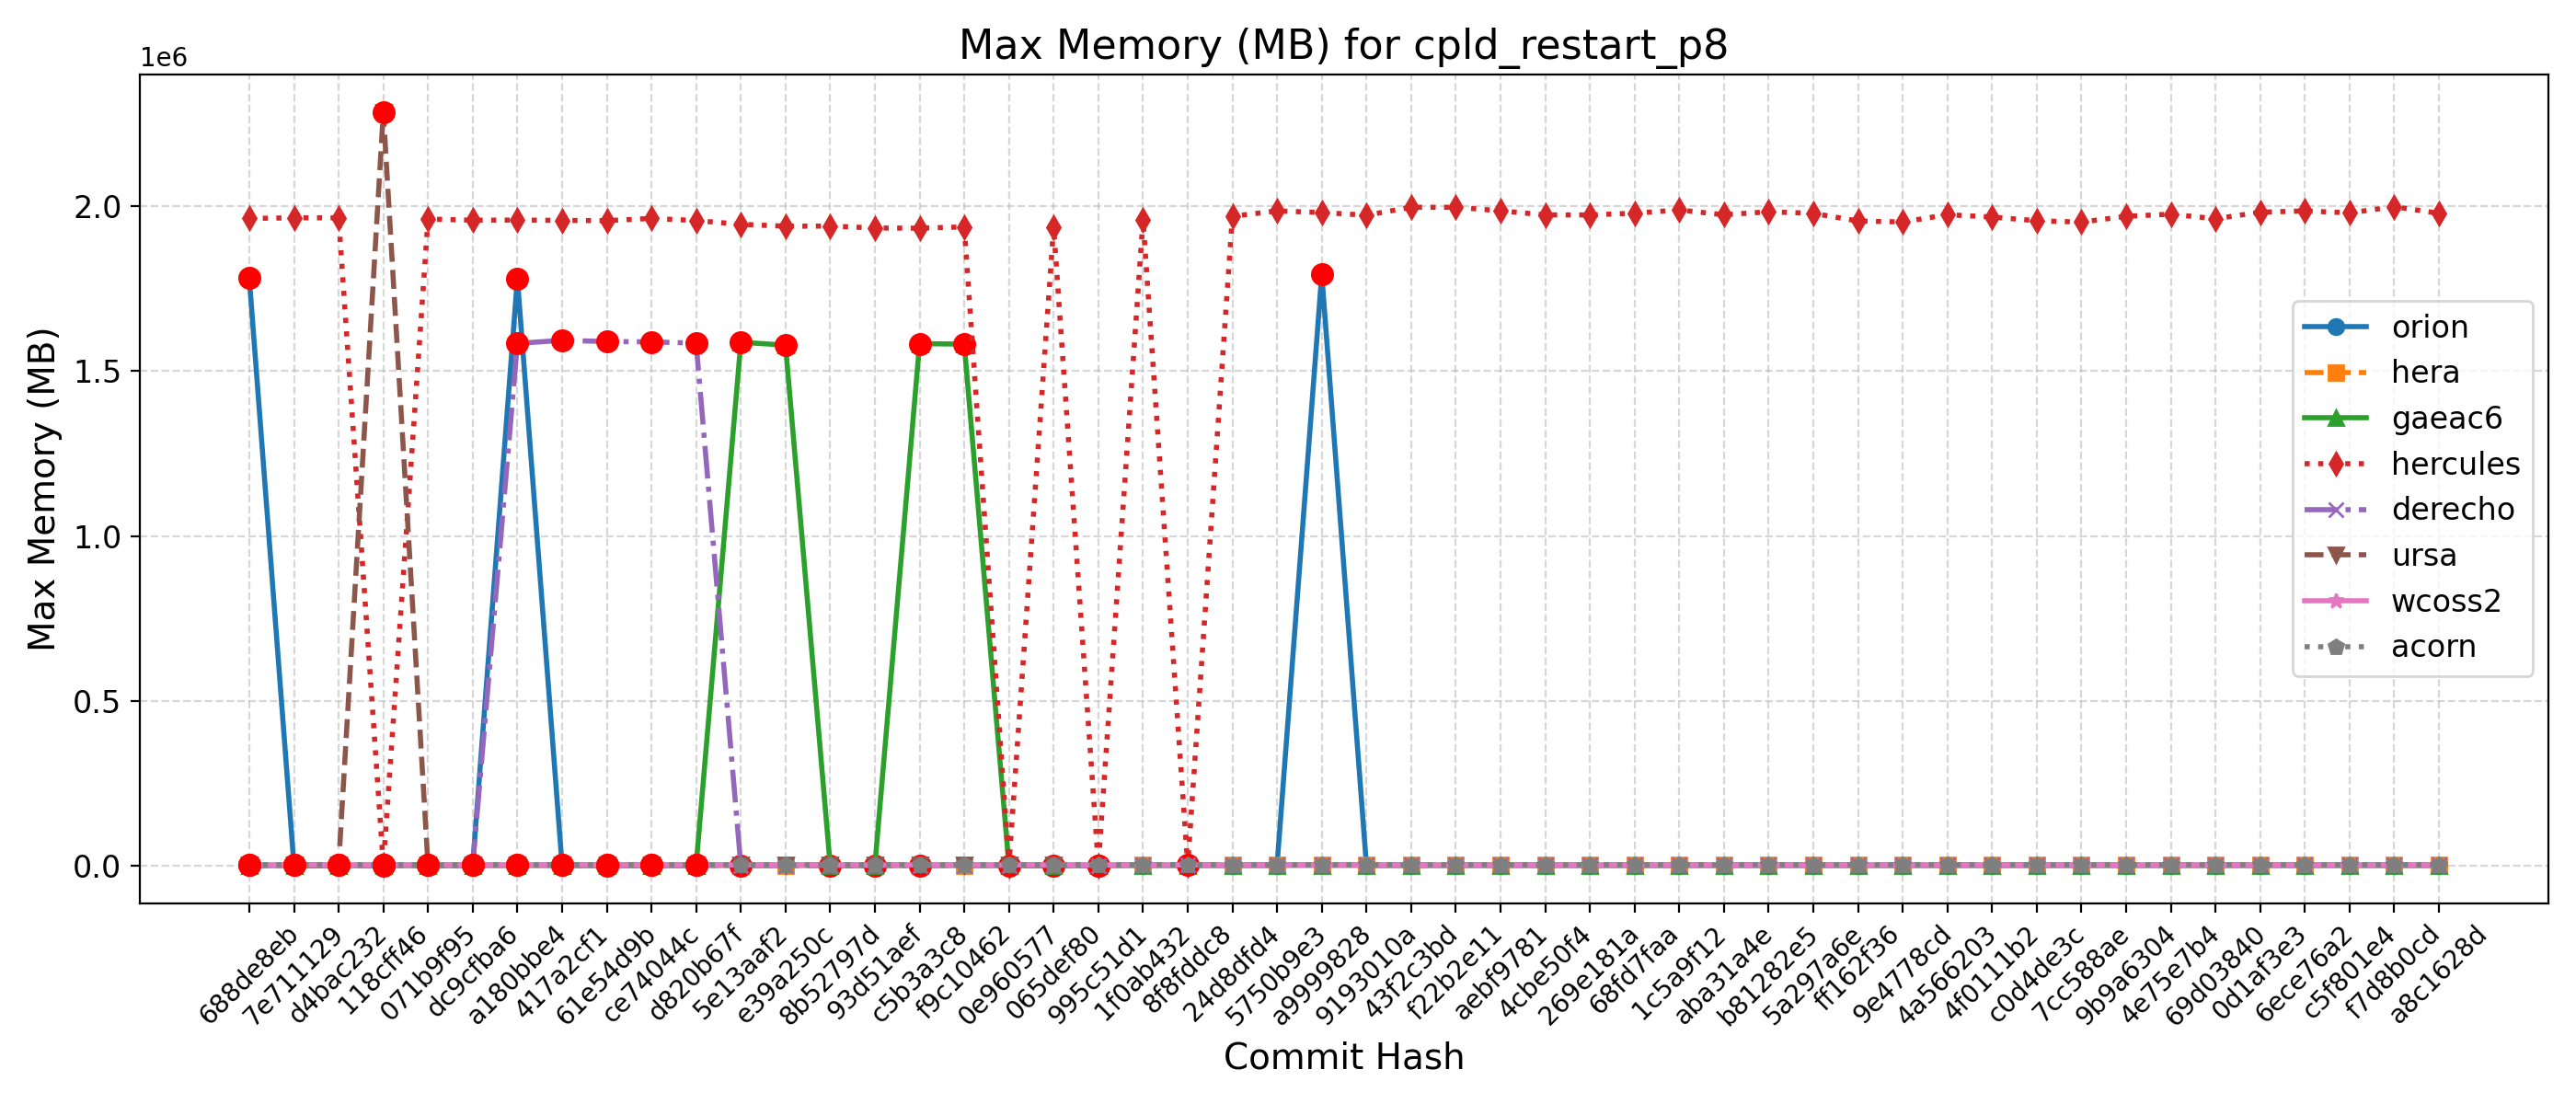 Max Memory (MB) for cpld_restart_p8
1e6
Max Memory (MB)
2.0
1.5
1.0
0.5
0.0
orion
hera
gaeac6
hercules
derecho
ursa
wcoss2
acorn
688de8eb
7e711129
d4bac232
118cff46
071b9f95
dc9cfba6
a180bbe4
417a2cf1
61e54d9b
ce74044c
d820b67f
5e13aaf2
e39a250c
8b52797d
93d51aef
c5b3a3c8
f9c10462
0e960577
065def80
995c51d1
1f0ab432
8f8fddc8
24d8dfd4
5750b9e3
a9999828
9193010a
43f2c3bd
f22b2e11
aebf9781
4cbe50f4
269e181a
68fd7faa
1c5a9f12
aba31a4e
b81282e5
5a297a6e
ff162f36
9e4778cd
4a566203
4f0111b2
c0d4de3c
7cc588ae
9b9a6304
4e75e7b4
69d03840
0d1af3e3
6ece76a2
c5f801e4
f7d8b0cd
a8c1628d
Commit Hash